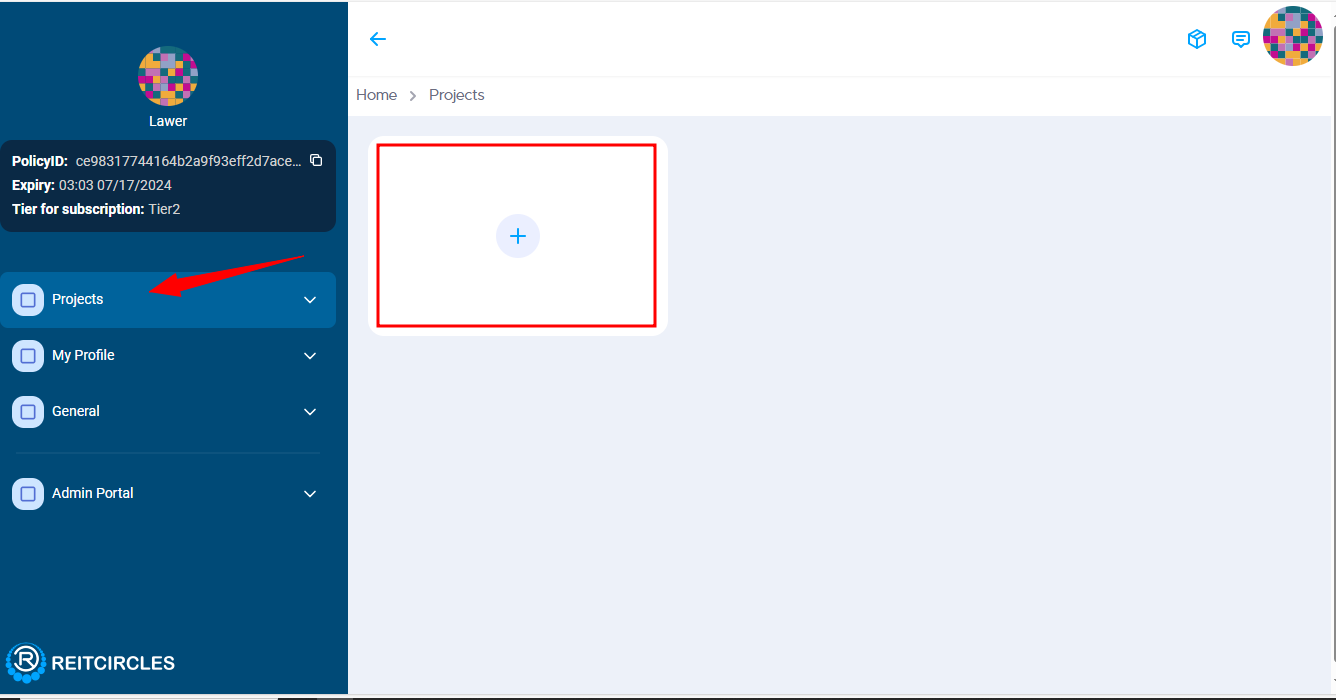 Lawer
PolicyID: ce98317744164b2a9f93eff2d7ace...
Expiry: 03:03 07/17/2024
Tier for subscription: Tier2
Projects
My Profile
General
Admin Portal
R REITCIRCLES
Home > Projects